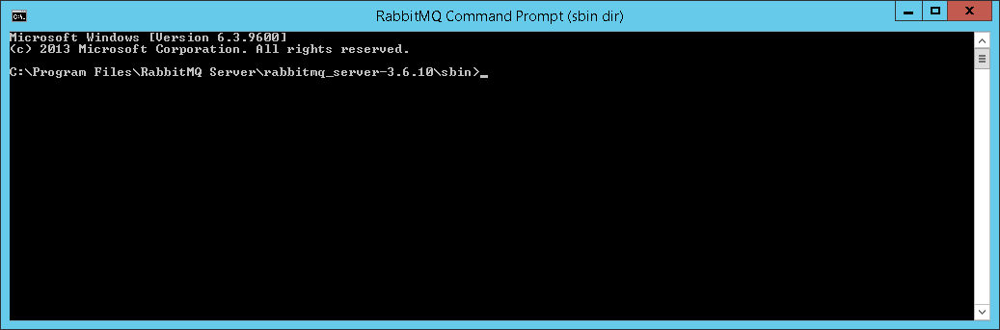 RabbitMQ Command Prompt (sbin dir)
Microsoft Windows [Version 6.3.9600]
(c) 2013 Microsoft Corporation. All rights reserved.
C:\Program Files\RabbitMQ Server\rabbitmq_server-3.6.10\sbin>_